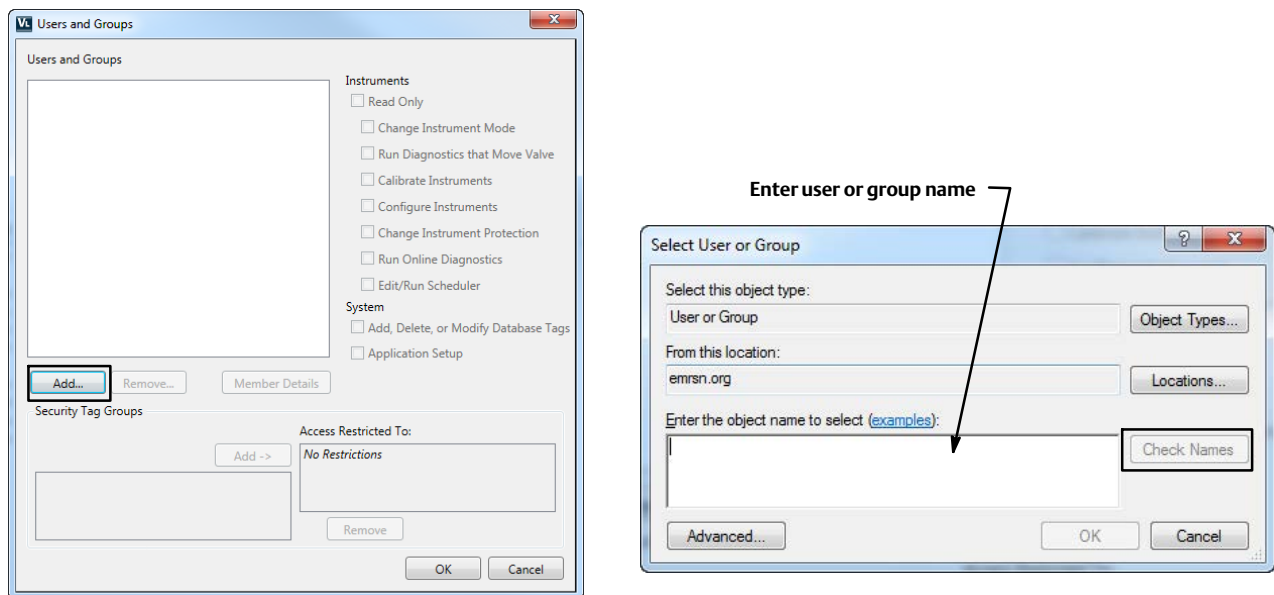 VL Users and Groups
Users and Groups
Instruments
Read Only
Change Instrument Mode
Run Diagnostics that Move Valve
Calibrate Instruments
Configure Instruments
Change Instrument Protection
Run Online Diagnostics
Edit/Run Scheduler
System
Add, Delete, or Modify Database Tags
Application Setup
Add... Remove... Member Details
Security Tag Groups
Access Restricted To:
Add ->
No Restrictions
Remove
OK Cancel
Enter user or group name
Select User or Group
Select this object type:
User or Group Object Types...
From this location:
emrsn.org Locations...
Enter the object name to select (examples):
Check Names
Advanced... OK Cancel